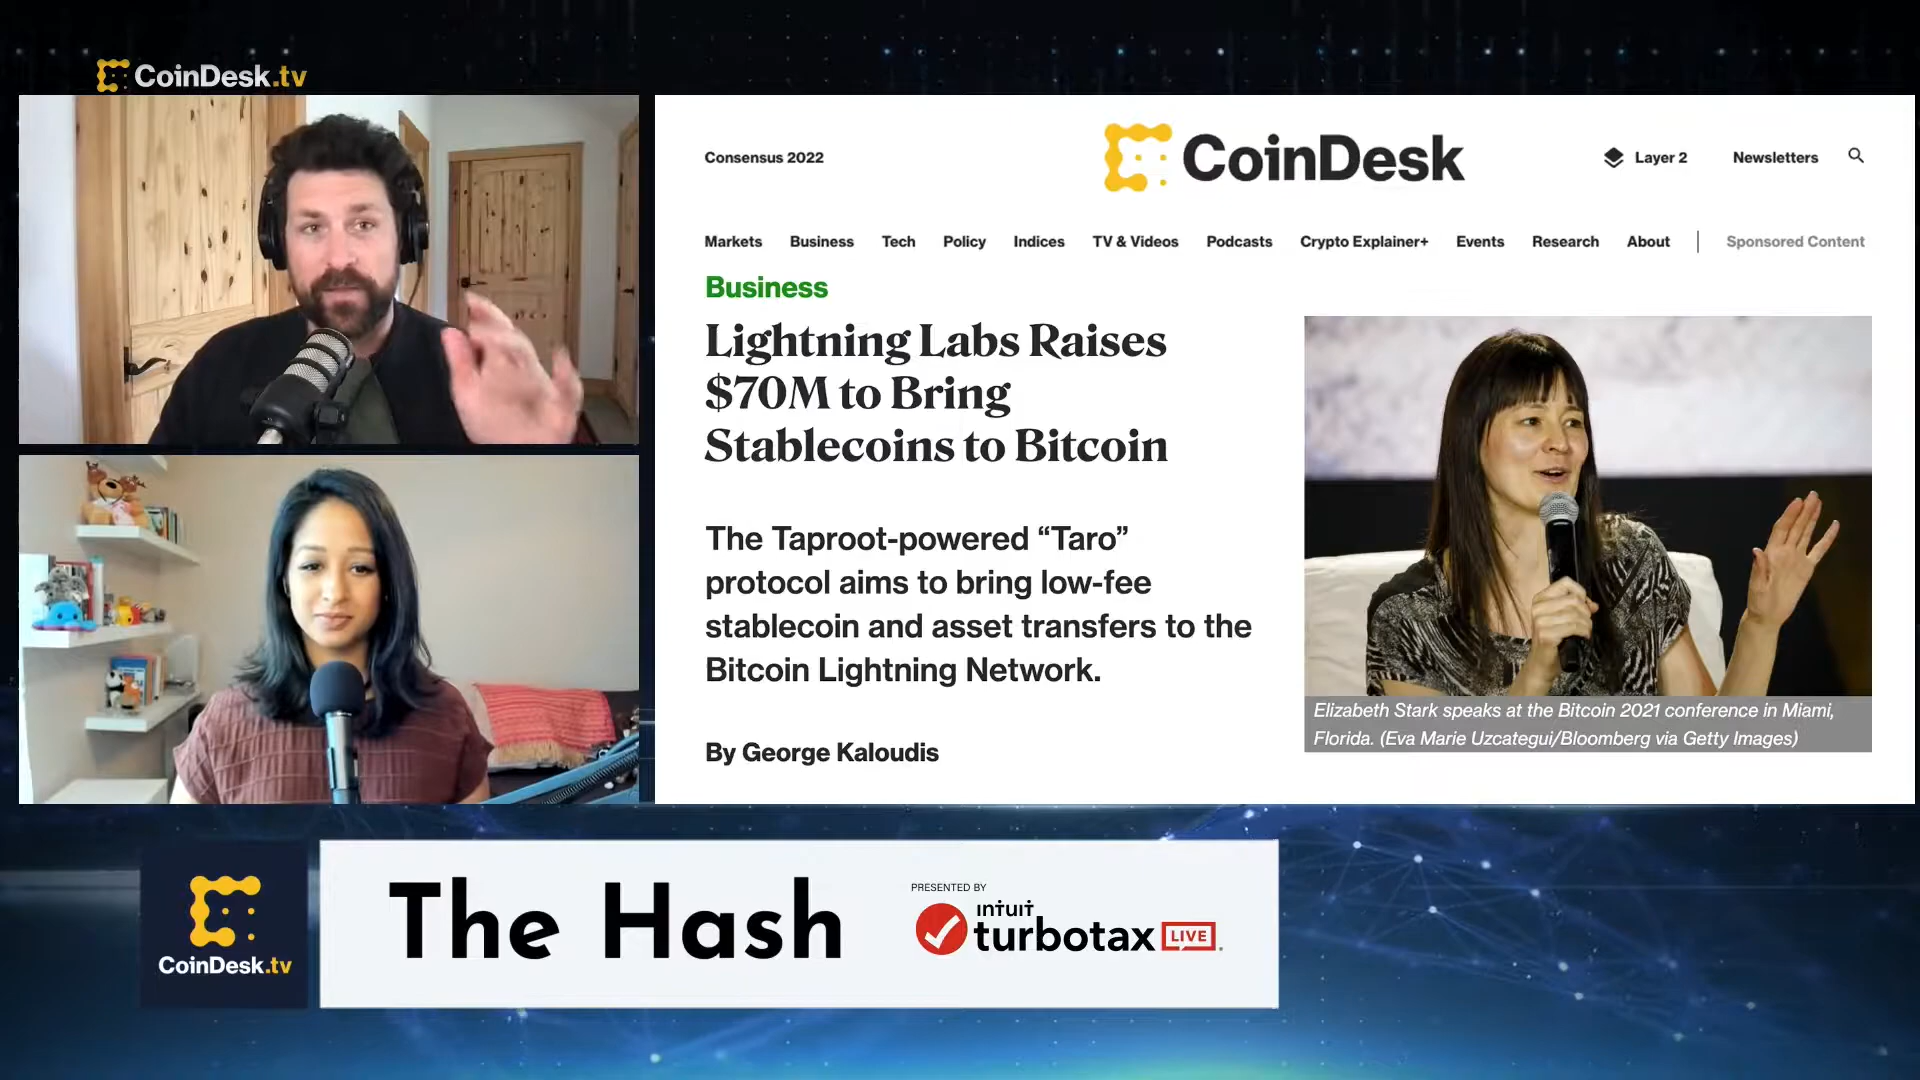 CoinDesk.tv
Consensus 2022
CoinDesk
Layer 2
Newsletters
Markets Business Tech Policy Indices TV & Videos Podcasts Crypto Explainer+ Events Research About Sponsored Content
Business
Lightning Labs Raises
$70M to Bring
Stablecoins to Bitcoin
The Taproot-powered “Taro”
protocol aims to bring low-fee
stablecoin and asset transfers to the
Bitcoin Lightning Network.
By George Kaloudis
Elizabeth Stark speaks at the Bitcoin 2021 conference in Miami,
Florida. (Eva Marie Uzcategui/Bloomberg via Getty Images)
CoinDesk.tv
The Hash
PRESENTED BY
intuit
turbotax LIVE